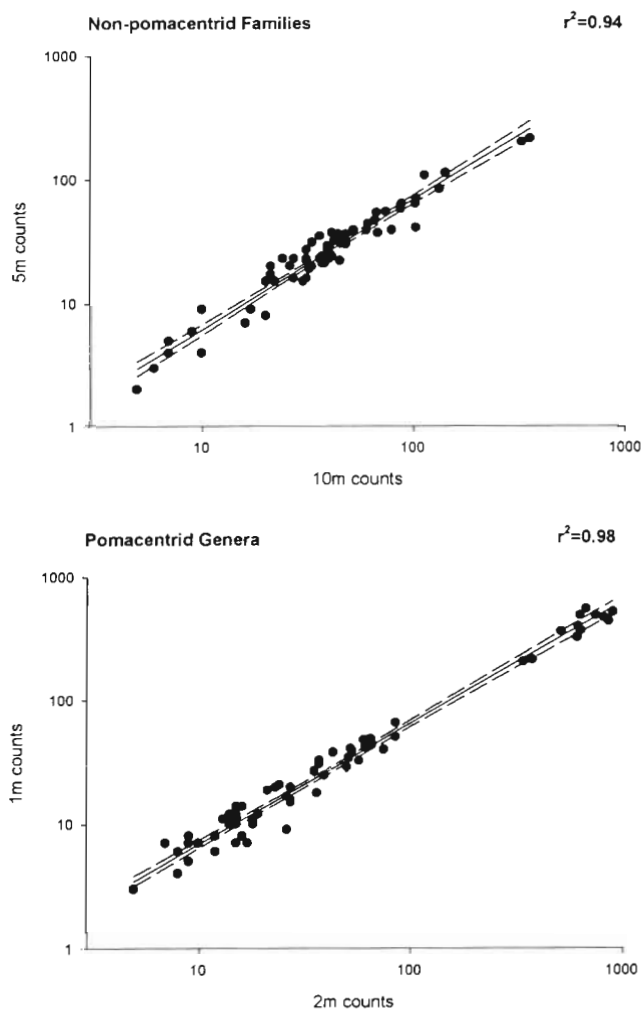 Non-pomacentrid Families r²=0.94
1000
100
10
1
5m counts
10 100 1000
10m counts
Pomacentrid Genera r²=0.98
1000
100
10
1
1m counts
10 100 1000
2m counts